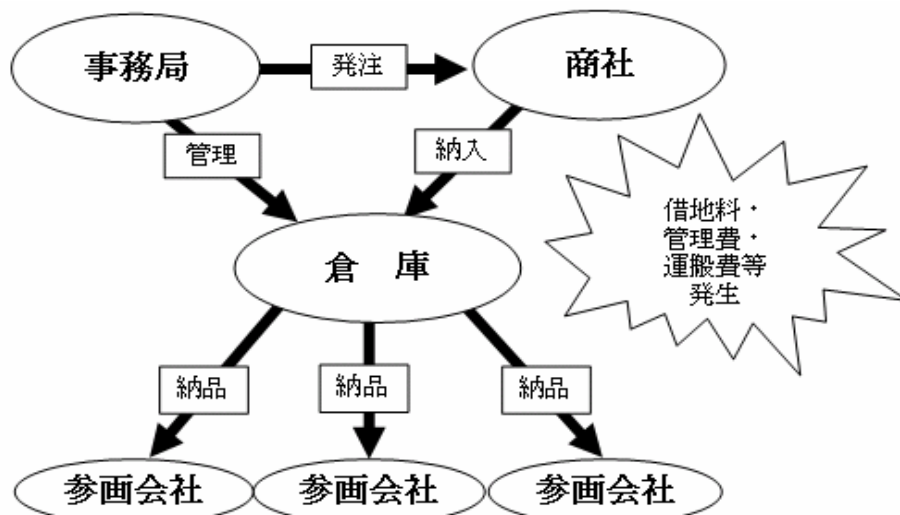 事務局
発注
商社
管理
納入
借地料・
管理費・
運搬費等
発生
倉　庫
納品
納品
納品
参画会社
参画会社
参画会社